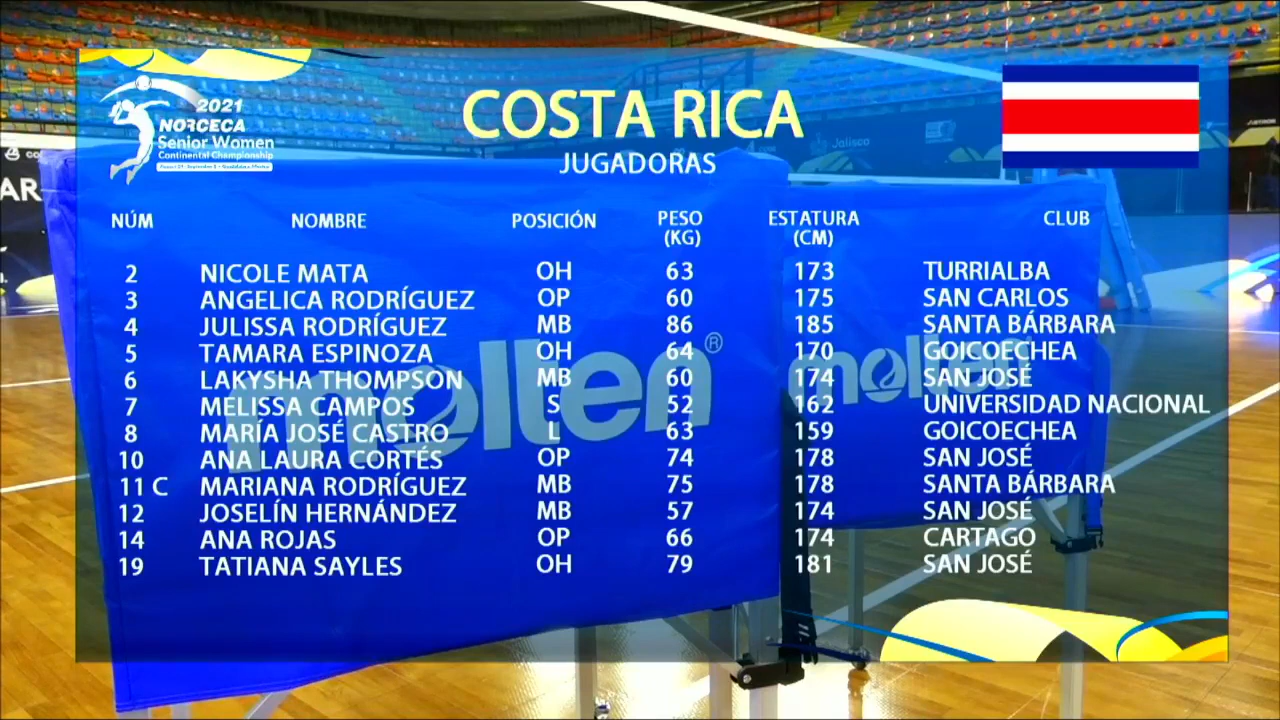 2021
NORCECA
Senior Women
Continental Championship
COSTA RICA
JUGADORAS
NÚM NOMBRE POSICIÓN PESO (KG) ESTATURA (CM) CLUB
2 NICOLE MATA OH 63 173 TURRIALBA
3 ANGELICA RODRÍGUEZ OP 60 175 SAN CARLOS
4 JULISSA RODRÍGUEZ MB 86 185 SANTA BÁRBARA
5 TAMARA ESPINOZA OH 64 170 GOICOECHEA
6 LAKYSHA THOMPSON MB 60 174 SAN JOSÉ
7 MELISSA CAMPOS S 52 162 UNIVERSIDAD NACIONAL
8 MARÍA JOSÉ CASTRO L 63 159 GOICOECHEA
10 ANA LAURA CORTÉS OP 74 178 SAN JOSÉ
11 C MARIANA RODRÍGUEZ MB 75 178 SANTA BÁRBARA
12 JOSELÍN HERNÁNDEZ MB 57 174 SAN JOSÉ
14 ANA ROJAS OP 66 174 CARTAGO
19 TATIANA SAYLES OH 79 181 SAN JOSÉ
molten®
molten
Jalisco
AR